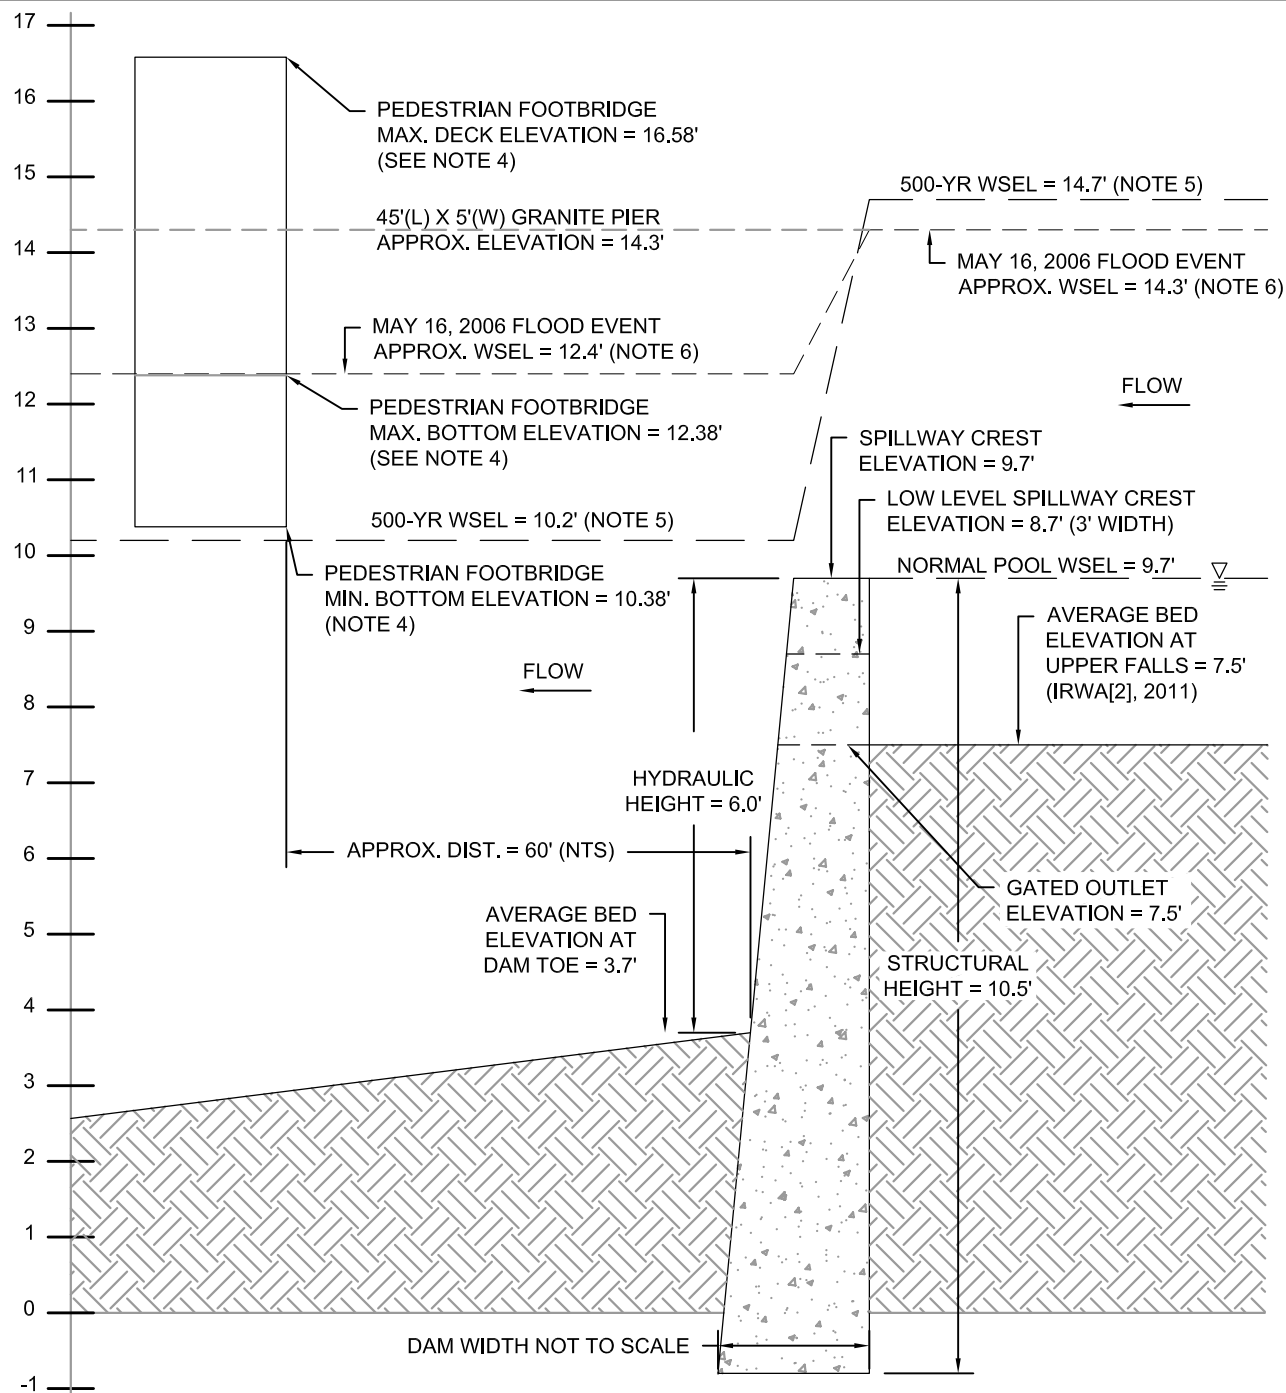 17
16
15
14
13
12
11
10
9
8
7
6
5
4
3
2
1
0
-1
PEDESTRIAN FOOTBRIDGE
MAX. DECK ELEVATION = 16.58'
(SEE NOTE 4)
45'(L) X 5'(W) GRANITE PIER
APPROX. ELEVATION = 14.3'
500-YR WSEL = 14.7' (NOTE 5)
MAY 16, 2006 FLOOD EVENT
APPROX. WSEL = 14.3' (NOTE 6)
MAY 16, 2006 FLOOD EVENT
APPROX. WSEL = 12.4' (NOTE 6)
FLOW
PEDESTRIAN FOOTBRIDGE
MAX. BOTTOM ELEVATION = 12.38'
(SEE NOTE 4)
SPILLWAY CREST
ELEVATION = 9.7'
LOW LEVEL SPILLWAY CREST
ELEVATION = 8.7' (3' WIDTH)
500-YR WSEL = 10.2' (NOTE 5)
NORMAL POOL WSEL = 9.7'
PEDESTRIAN FOOTBRIDGE
MIN. BOTTOM ELEVATION = 10.38'
(NOTE 4)
AVERAGE BED
ELEVATION AT
UPPER FALLS = 7.5'
(IRWA[2], 2011)
FLOW
HYDRAULIC
HEIGHT = 6.0'
APPROX. DIST. = 60' (NTS)
GATED OUTLET
ELEVATION = 7.5'
AVERAGE BED
ELEVATION AT
DAM TOE = 3.7'
STRUCTURAL
HEIGHT = 10.5'
DAM WIDTH NOT TO SCALE